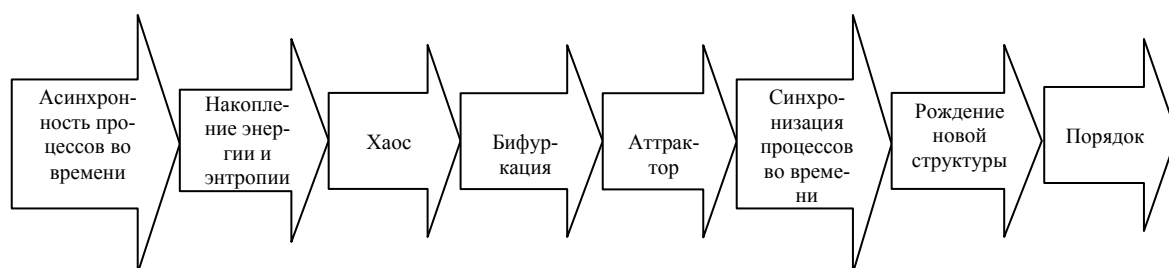 Асинхрон-
ность про-
цессов во
времени
Накопле-
ние энер-
гии и
энтропии
Хаос
Бифур-
кация
Аттрак-
тор
Синхро-
низация
процессов
во време-
ни
Рождение
новой
структуры
Порядок